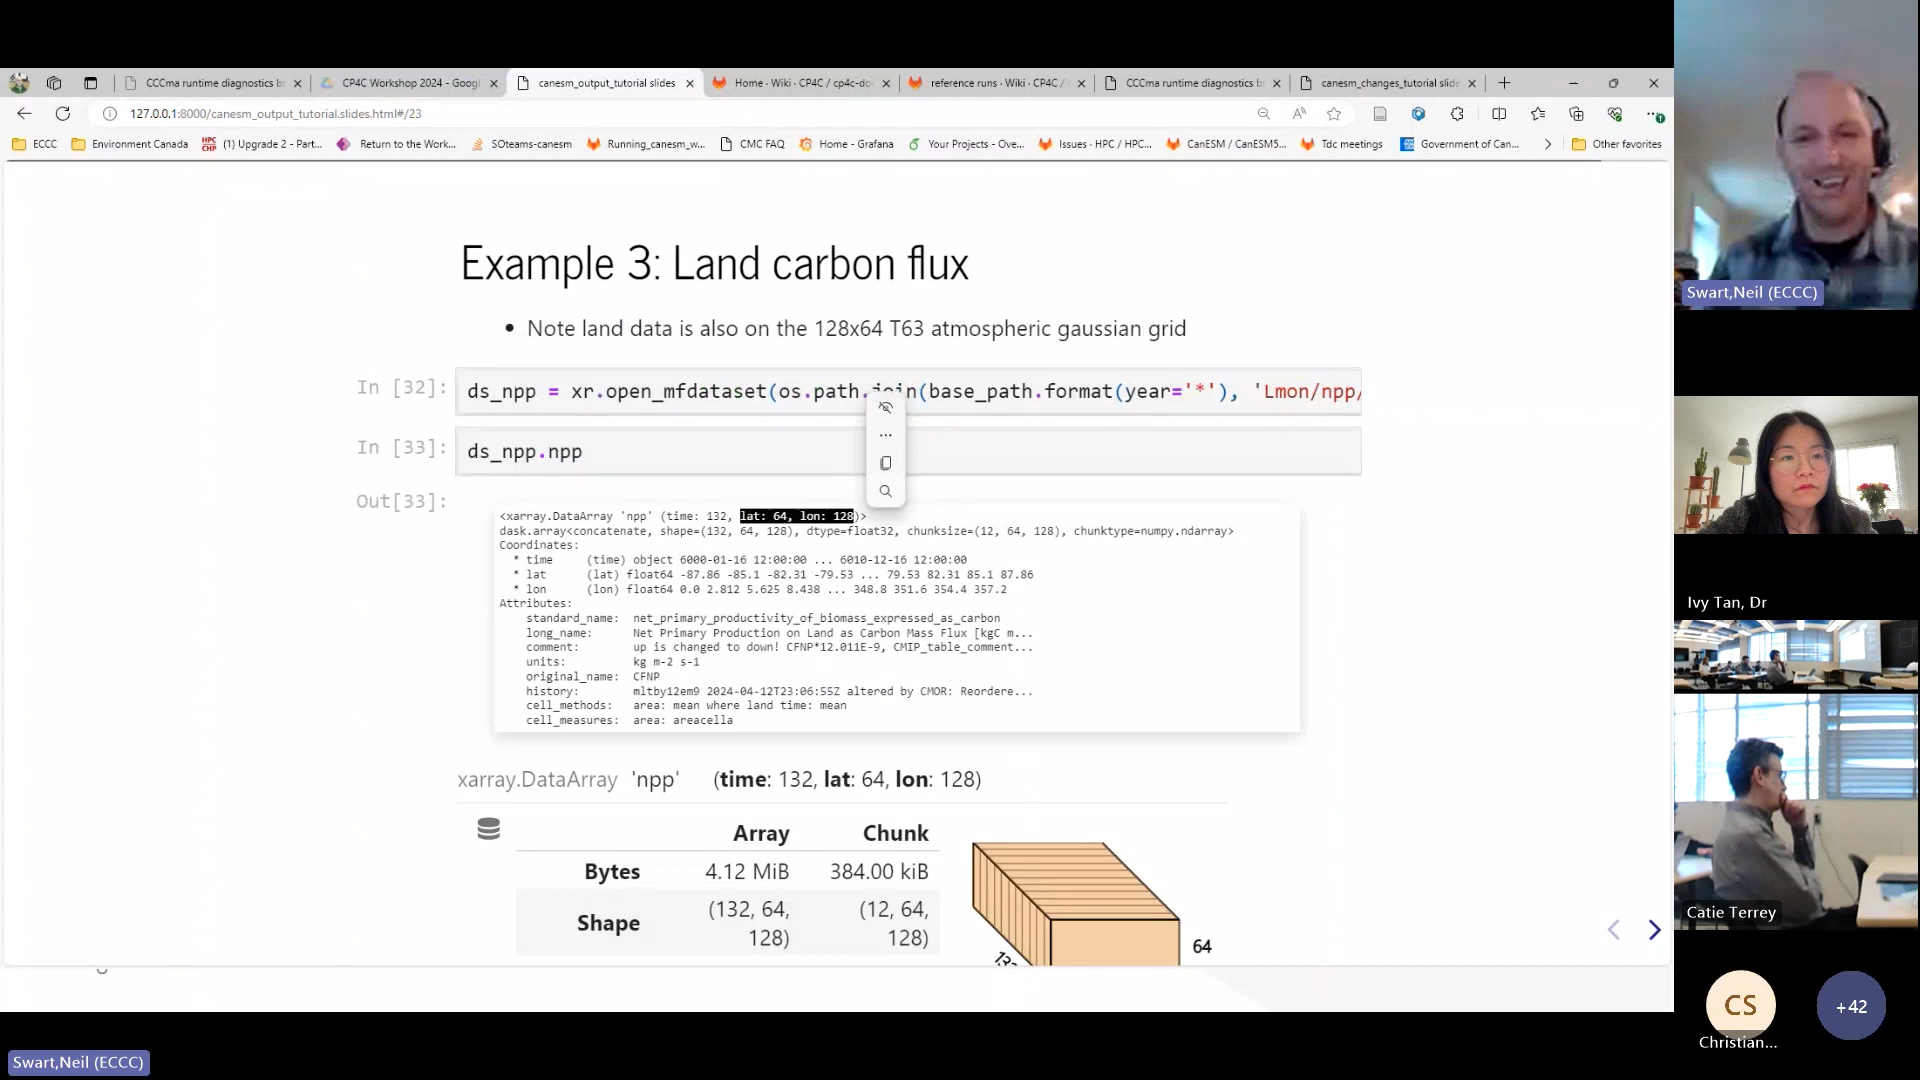 CCCma runtime diagnostics br
CP4C Workshop 2024 - Googl
canesm_output_tutorial slides
Home · Wiki · CP4C / cp4c-do
reference runs · Wiki · CP4C /
CCCma runtime diagnostics b
canesm_changes_tutorial slide
127.0.0.1:8000/canesm_output_tutorial.slides.html#/23
ECCC
Environment Canada
(1) Upgrade 2 - Part...
Return to the Work...
SOteams-canesm
Running_canesm_w...
CMC FAQ
Home - Grafana
Your Projects - Ove...
Issues · HPC / HPC...
CanESM / CanESM5...
Tdc meetings
Government of Can...
Other favorites
Example 3: Land carbon flux
• Note land data is also on the 128x64 T63 atmospheric gaussian grid
In [32]: ds_npp = xr.open_mfdataset(os.path.join(base_path.format(year='*'), 'Lmon/npp/
In [33]: ds_npp.npp
Out[33]:
<xarray.DataArray 'npp' (time: 132, lat: 64, lon: 128)>
dask.array<concatenate, shape=(132, 64, 128), dtype=float32, chunksize=(12, 64, 128), chunktype=numpy.ndarray>
Coordinates:
* time (time) object 6000-01-16 12:00:00 ... 6010-12-16 12:00:00
* lat (lat) float64 -87.86 -85.1 -82.31 -79.53 ... 79.53 82.31 85.1 87.86
* lon (lon) float64 0.0 2.812 5.625 8.438 ... 348.8 351.6 354.4 357.2
Attributes:
standard_name: net_primary_productivity_of_biomass_expressed_as_carbon
long_name: Net Primary Production on Land as Carbon Mass Flux [kgC m...
comment: up is changed to down! CFNP*12.011E-9, CMIP_table_comment...
units: kg m-2 s-1
original_name: CFNP
history: mltby12em9 2024-04-12T23:06:55Z altered by CMOR: Reordere...
cell_methods: area: mean where land time: mean
cell_measures: area: areacella
xarray.DataArray 'npp' (time: 132, lat: 64, lon: 128)
Array Chunk
Bytes 4.12 MiB 384.00 kiB
Shape (132, 64, 128) (12, 64, 128)
64
Swart,Neil (ECCC)
Ivy Tan, Dr
Catie Terrey
CS
Christian...
+42
Swart,Neil (ECCC)